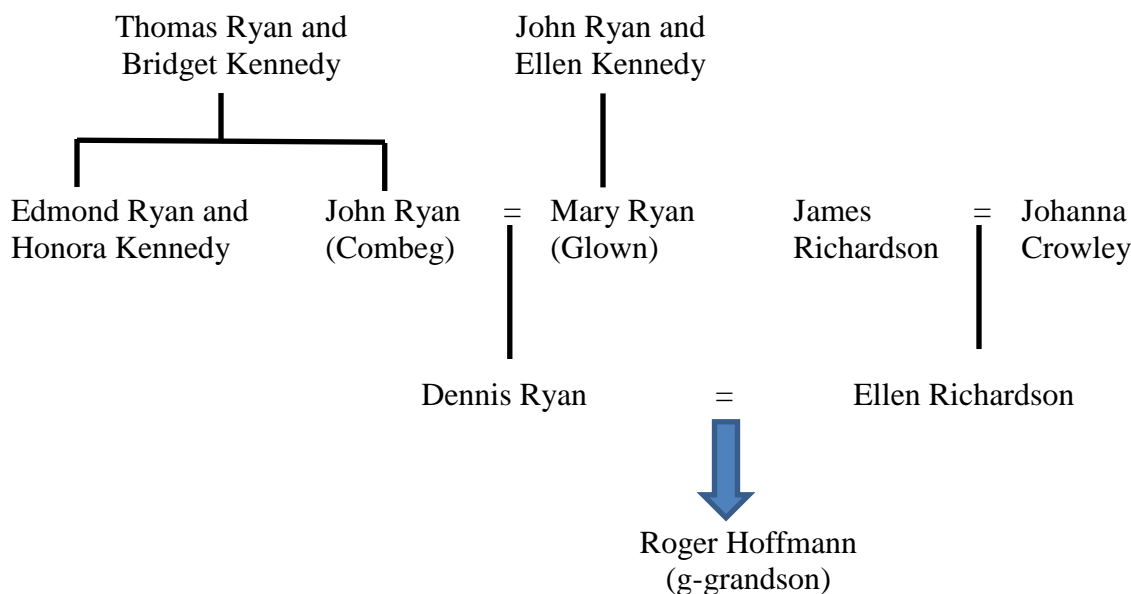 Thomas Ryan and
Bridget Kennedy
John Ryan and
Ellen Kennedy
Edmond Ryan and
Honora Kennedy
John Ryan
(Combeg)
=
Mary Ryan
(Glown)
James
Richardson
=
Johanna
Crowley
Dennis Ryan
=
Ellen Richardson
Roger Hoffmann
(g-grandson)